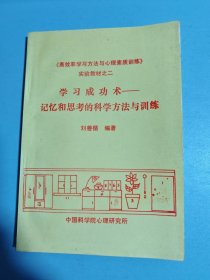 《高效率学习方法与心理素质训练》
实验教材之二
学习成功术——
记忆和思考的科学方法与训练
刘善循 编著
中国科学院心理研究所